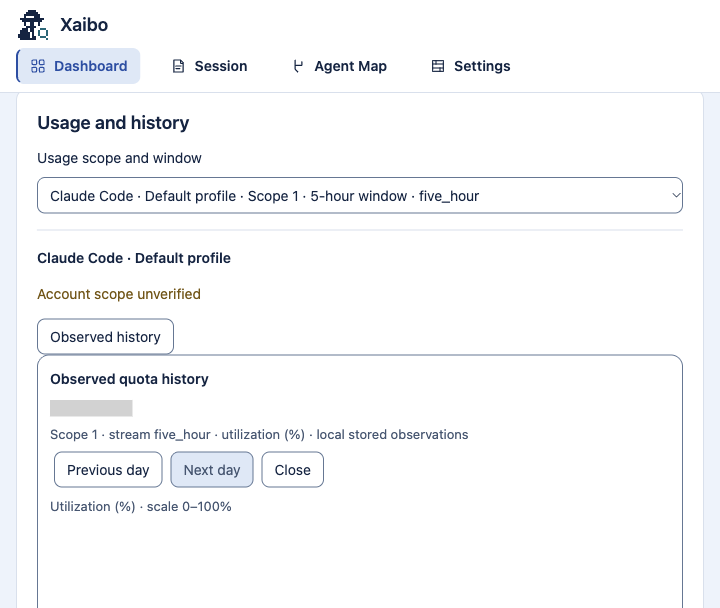 Xaibo
Dashboard
Session
Agent Map
Settings
Usage and history
Usage scope and window
Claude Code · Default profile · Scope 1 · 5-hour window · five_hour
Claude Code · Default profile
Account scope unverified
Observed history
Observed quota history
Scope 1 · stream five_hour · utilization (%) · local stored observations
Previous day
Next day
Close
Utilization (%) · scale 0–100%